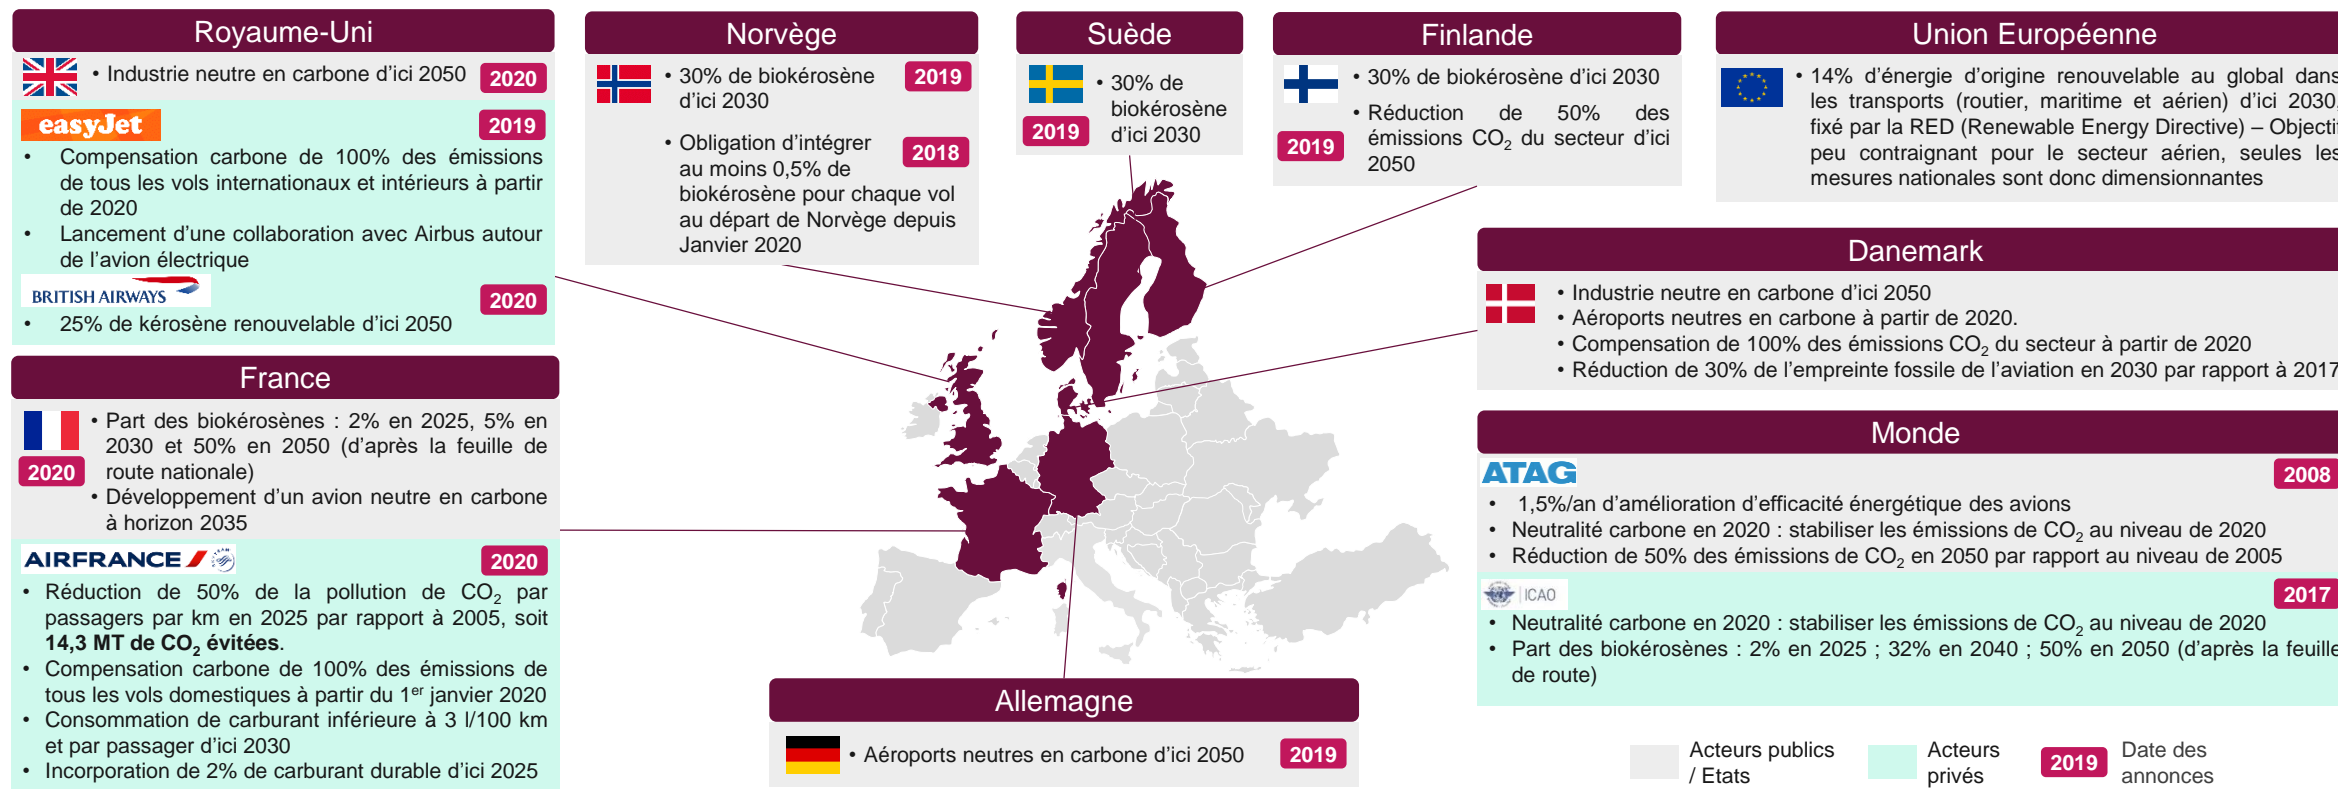 Royaume-Uni
• Industrie neutre en carbone d’ici 2050
2020
easyJet
2019
• Compensation carbone de 100% des émissions
de tous les vols internationaux et intérieurs à partir
de 2020
• Lancement d’une collaboration avec Airbus autour
de l’avion électrique
BRITISH AIRWAYS
2020
• 25% de kérosène renouvelable d’ici 2050
France
2020
• Part des biokérosènes : 2% en 2025, 5% en
2030 et 50% en 2050 (d’après la feuille de
route nationale)
• Développement d’un avion neutre en carbone
à horizon 2035
AIRFRANCE
2020
• Réduction de 50% de la pollution de CO2 par
passagers par km en 2025 par rapport à 2005, soit
14,3 MT de CO2 évitées.
• Compensation carbone de 100% des émissions de
tous les vols domestiques à partir du 1er janvier 2020
• Consommation de carburant inférieure à 3 l/100 km
et par passager d’ici 2030
• Incorporation de 2% de carburant durable d’ici 2025
Norvège
• 30% de biokérosène
d’ici 2030
2019
• Obligation d’intégrer
au moins 0,5% de
biokérosène pour chaque vol
au départ de Norvège depuis
Janvier 2020
2018
Suède
2019
• 30% de
biokérosène
d’ici 2030
Finlande
2019
• 30% de biokérosène d’ici 2030
• Réduction de 50% des
émissions CO2 du secteur d’ici
2050
Union Européenne
• 14% d’énergie d’origine renouvelable au global dans
les transports (routier, maritime et aérien) d’ici 2030,
fixé par la RED (Renewable Energy Directive) – Objectif
peu contraignant pour le secteur aérien, seules les
mesures nationales sont donc dimensionnantes
Danemark
• Industrie neutre en carbone d’ici 2050
• Aéroports neutres en carbone à partir de 2020.
• Compensation de 100% des émissions CO2 du secteur à partir de 2020
• Réduction de 30% de l’empreinte fossile de l’aviation en 2030 par rapport à 2017
Monde
ATAG
2008
• 1,5%/an d’amélioration d’efficacité énergétique des avions
• Neutralité carbone en 2020 : stabiliser les émissions de CO2 au niveau de 2020
• Réduction de 50% des émissions de CO2 en 2050 par rapport au niveau de 2005
ICAO
2017
• Neutralité carbone en 2020 : stabiliser les émissions de CO2 au niveau de 2020
• Part des biokérosènes : 2% en 2025 ; 32% en 2040 ; 50% en 2050 (d’après la feuille
de route)
Allemagne
• Aéroports neutres en carbone d’ici 2050
2019
Acteurs publics
/ Etats
Acteurs
privés
2019
Date des
annonces